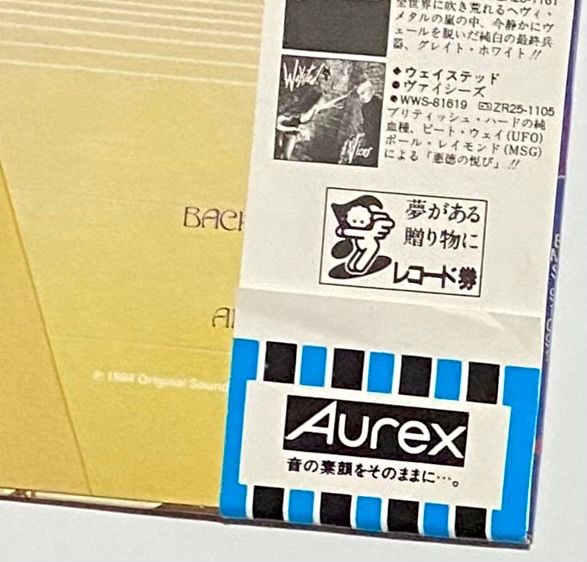 全世界に吹き荒れるヘヴィ・
メタルの嵐の中、今静かにヴ
ェールを脱いだ純白の最終兵
器、グレイト・ホワイト!!
◆ウェイステッド
●ヴァイシーズ
●WWS-81619 ZR25-1105
ブリティッシュ・ハードの純
血種、ピート・ウェイ(UFO)
ポール・レイモンド(MSG)
による「悪徳の悦び」!!
Waysted
Vices
夢がある
贈り物に
レコード券
BACK
℗ 1984 Original Sound
Aurex
音の素顔をそのままに…。